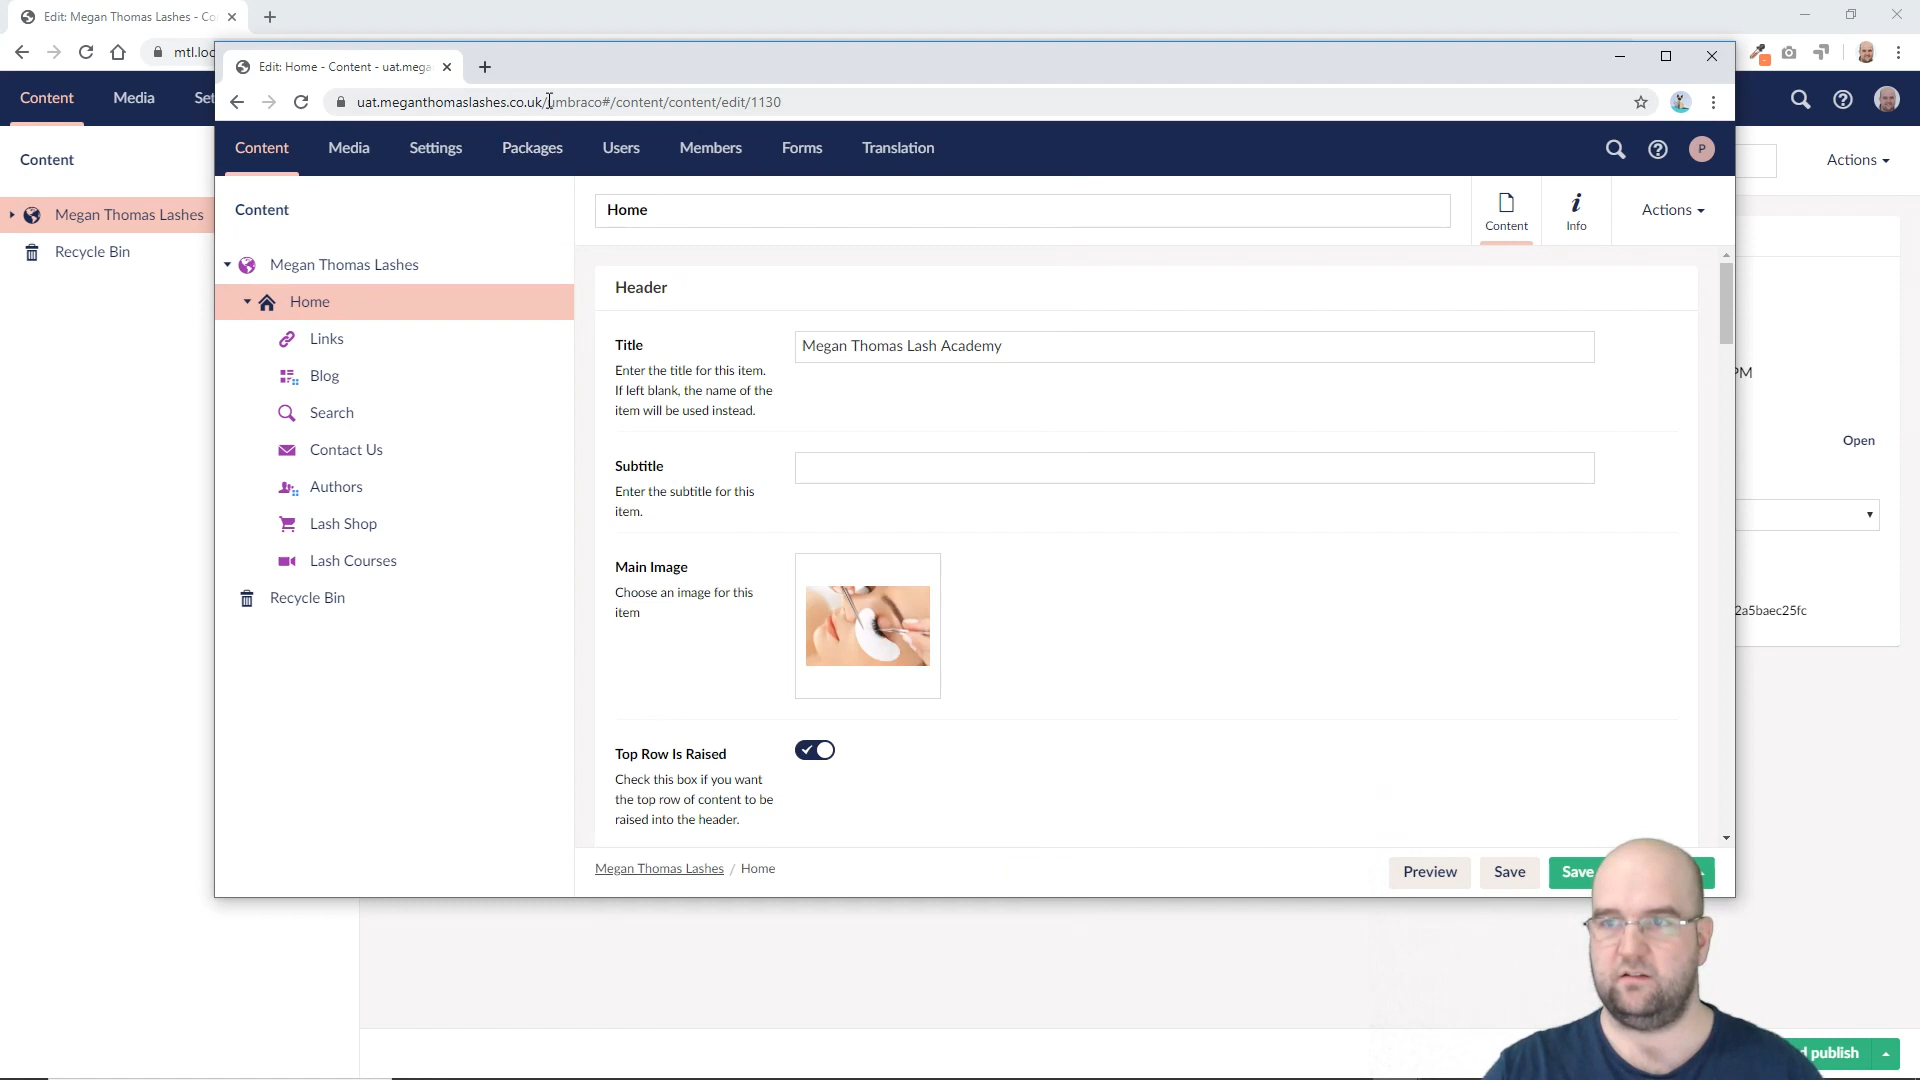 Edit: Megan Thomas Lashes - Co
mtl.loc
Content
Media
Set
Content
Actions
Megan Thomas Lashes
Recycle Bin
PM
Open
2a5baec25fc
d publish
Edit: Home - Content - uat.mega
uat.meganthomaslashes.co.uk/umbraco#/content/content/edit/1130
Content
Media
Settings
Packages
Users
Members
Forms
Translation
P
Content
Megan Thomas Lashes
Home
Links
Blog
Search
Contact Us
Authors
Lash Shop
Lash Courses
Recycle Bin
Home
Content
Info
Actions
Header
Title
Enter the title for this item.
If left blank, the name of the
item will be used instead.
Megan Thomas Lash Academy
Subtitle
Enter the subtitle for this
item.
Main Image
Choose an image for this
item
Top Row Is Raised
Check this box if you want
the top row of content to be
raised into the header.
Megan Thomas Lashes / Home
Preview
Save
Save